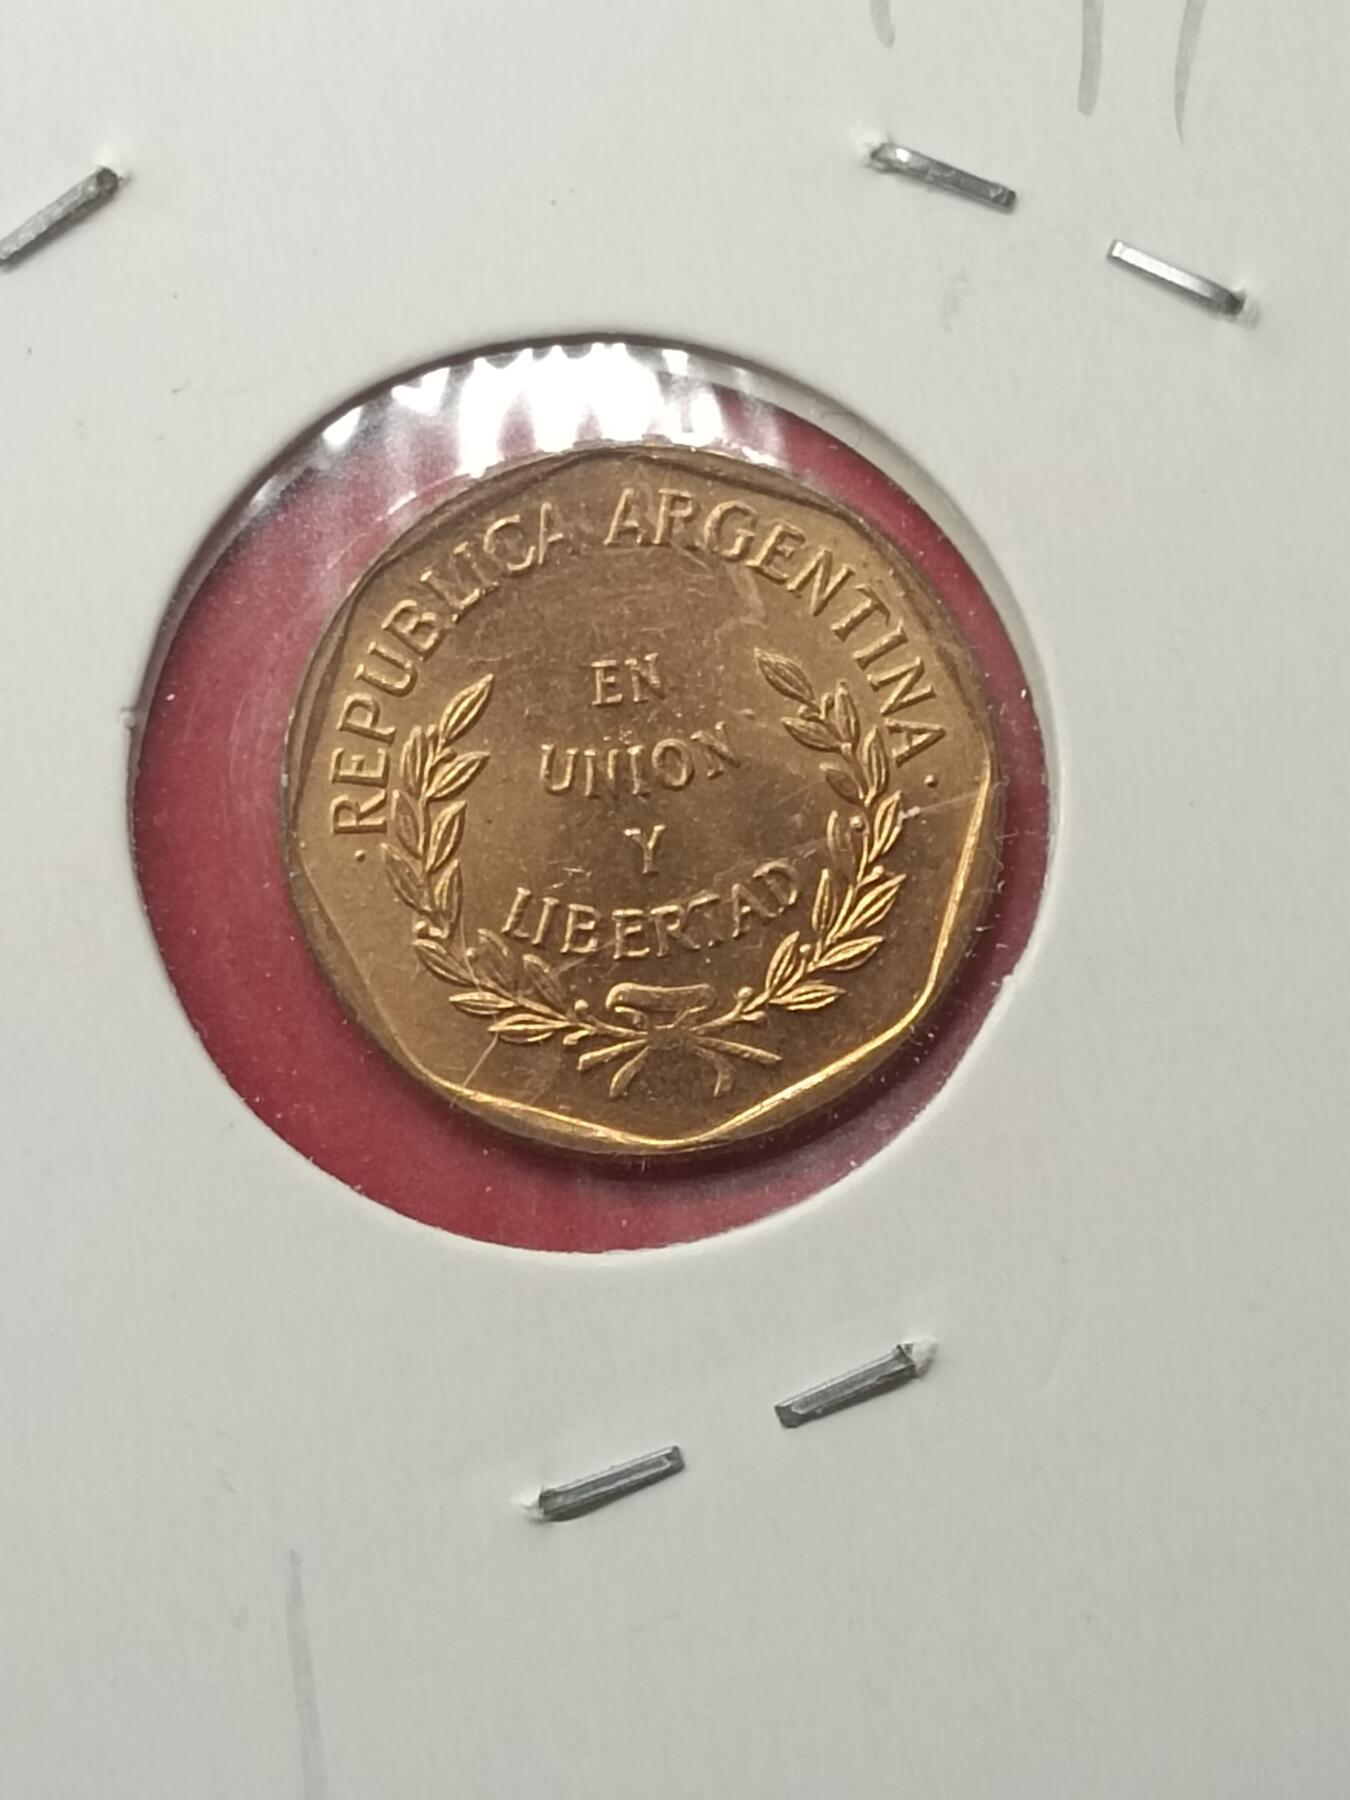 · REPUBLICA ARGENTINA ·
EN
UNION
Y
LIBERTAD